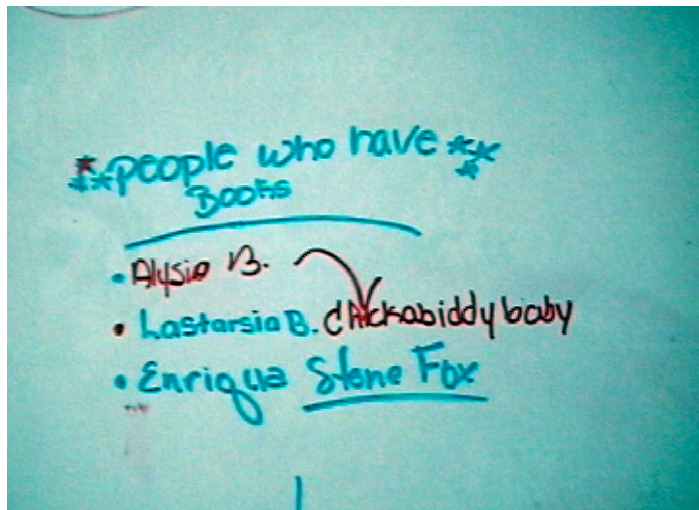 **People who have **
Books
• Alysia B.
• Lastarsia B. Chickabiddy baby
• Enriqua Stone Fox